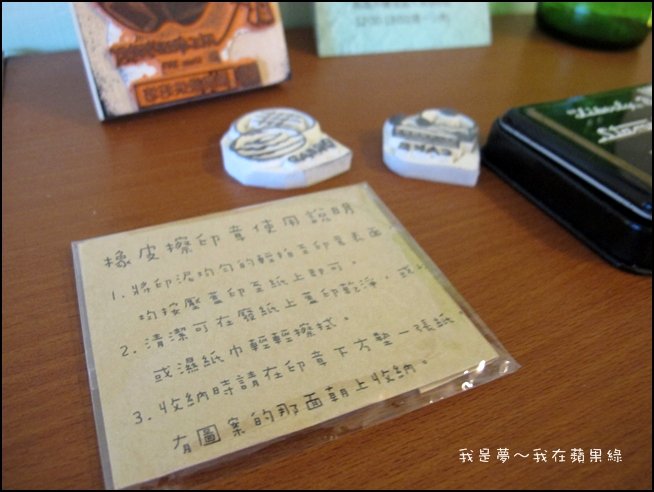 橡皮擦印章使用說明
1. 將印泥均勻的輕拍至印章表面,
均按壓蓋印至紙上即可。
2. 清潔可在廢紙上蓋印乾淨,或以
或濕紙巾輕輕擦拭。
3. 收納時請在印章下方墊一張紙
有圖案的那面朝上收納。
我是夢～我在蘋果綠